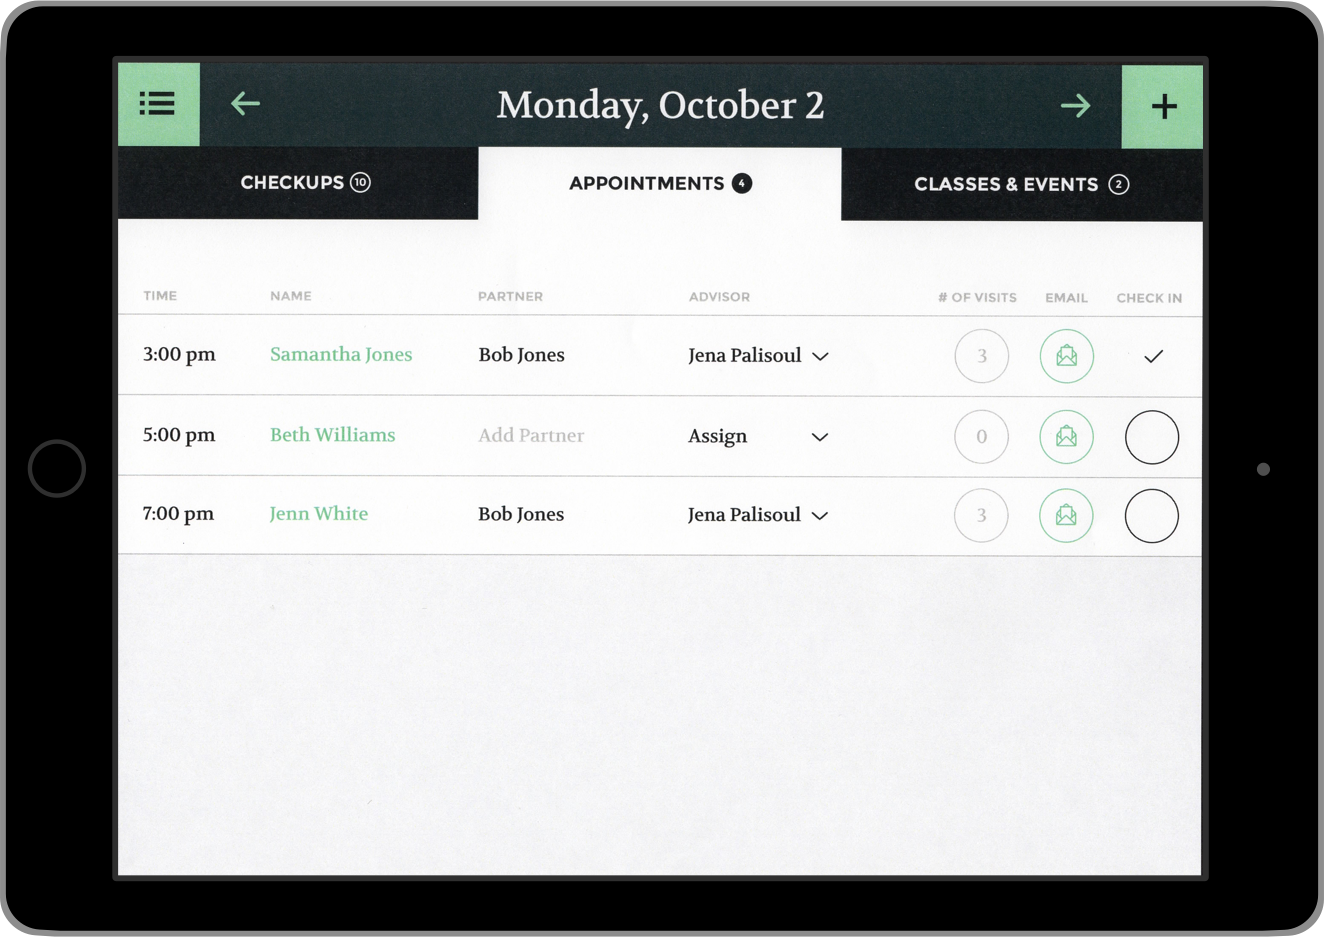 Monday, October 2
CHECKUPS 10
APPOINTMENTS 4
CLASSES & EVENTS 2
TIME NAME PARTNER ADVISOR # OF VISITS EMAIL CHECK IN
3:00 pm Samantha Jones Bob Jones Jena Palisoul 3
5:00 pm Beth Williams Add Partner Assign 0
7:00 pm Jenn White Bob Jones Jena Palisoul 3